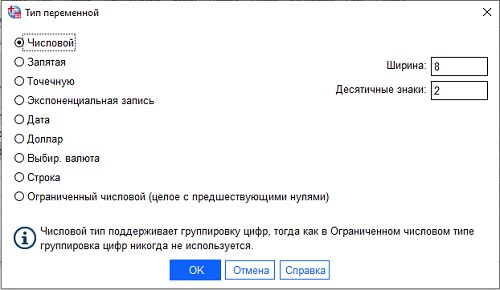 Тип переменной
Числовой
Запятая
Точечную
Экспоненциальная запись
Дата
Доллар
Выбир. валюта
Строка
Ограниченный числовой (целое с предшествующими нулями)
Ширина: 8
Десятичные знаки: 2
Числовой тип поддерживает группировку цифр, тогда как в Ограниченном числовом типе
группировка цифр никогда не используется.
OK Отмена Справка